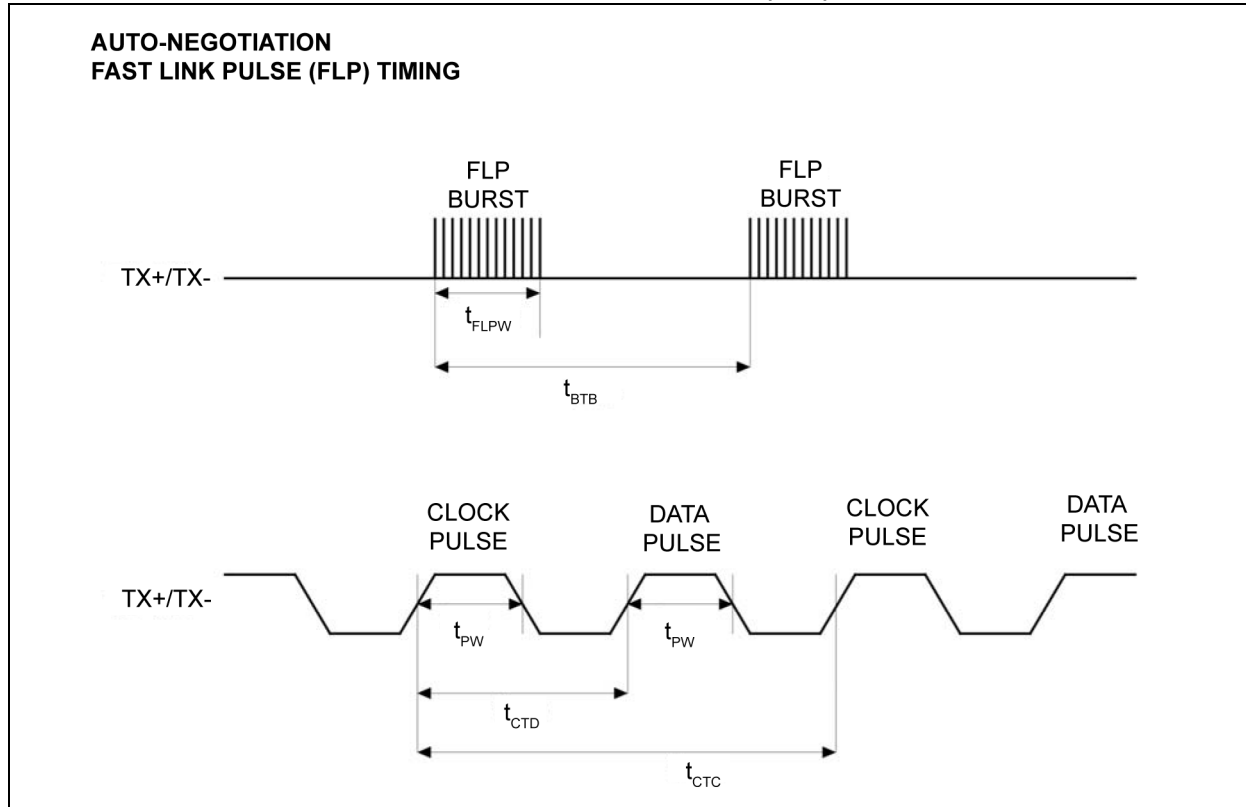 AUTO-NEGOTIATION
FAST LINK PULSE (FLP) TIMING
FLP
BURST
FLP
BURST
TX+/TX-
tFLPW
tBTB
CLOCK
PULSE
DATA
PULSE
CLOCK
PULSE
DATA
PULSE
TX+/TX-
tPW
tPW
tCTD
tCTC